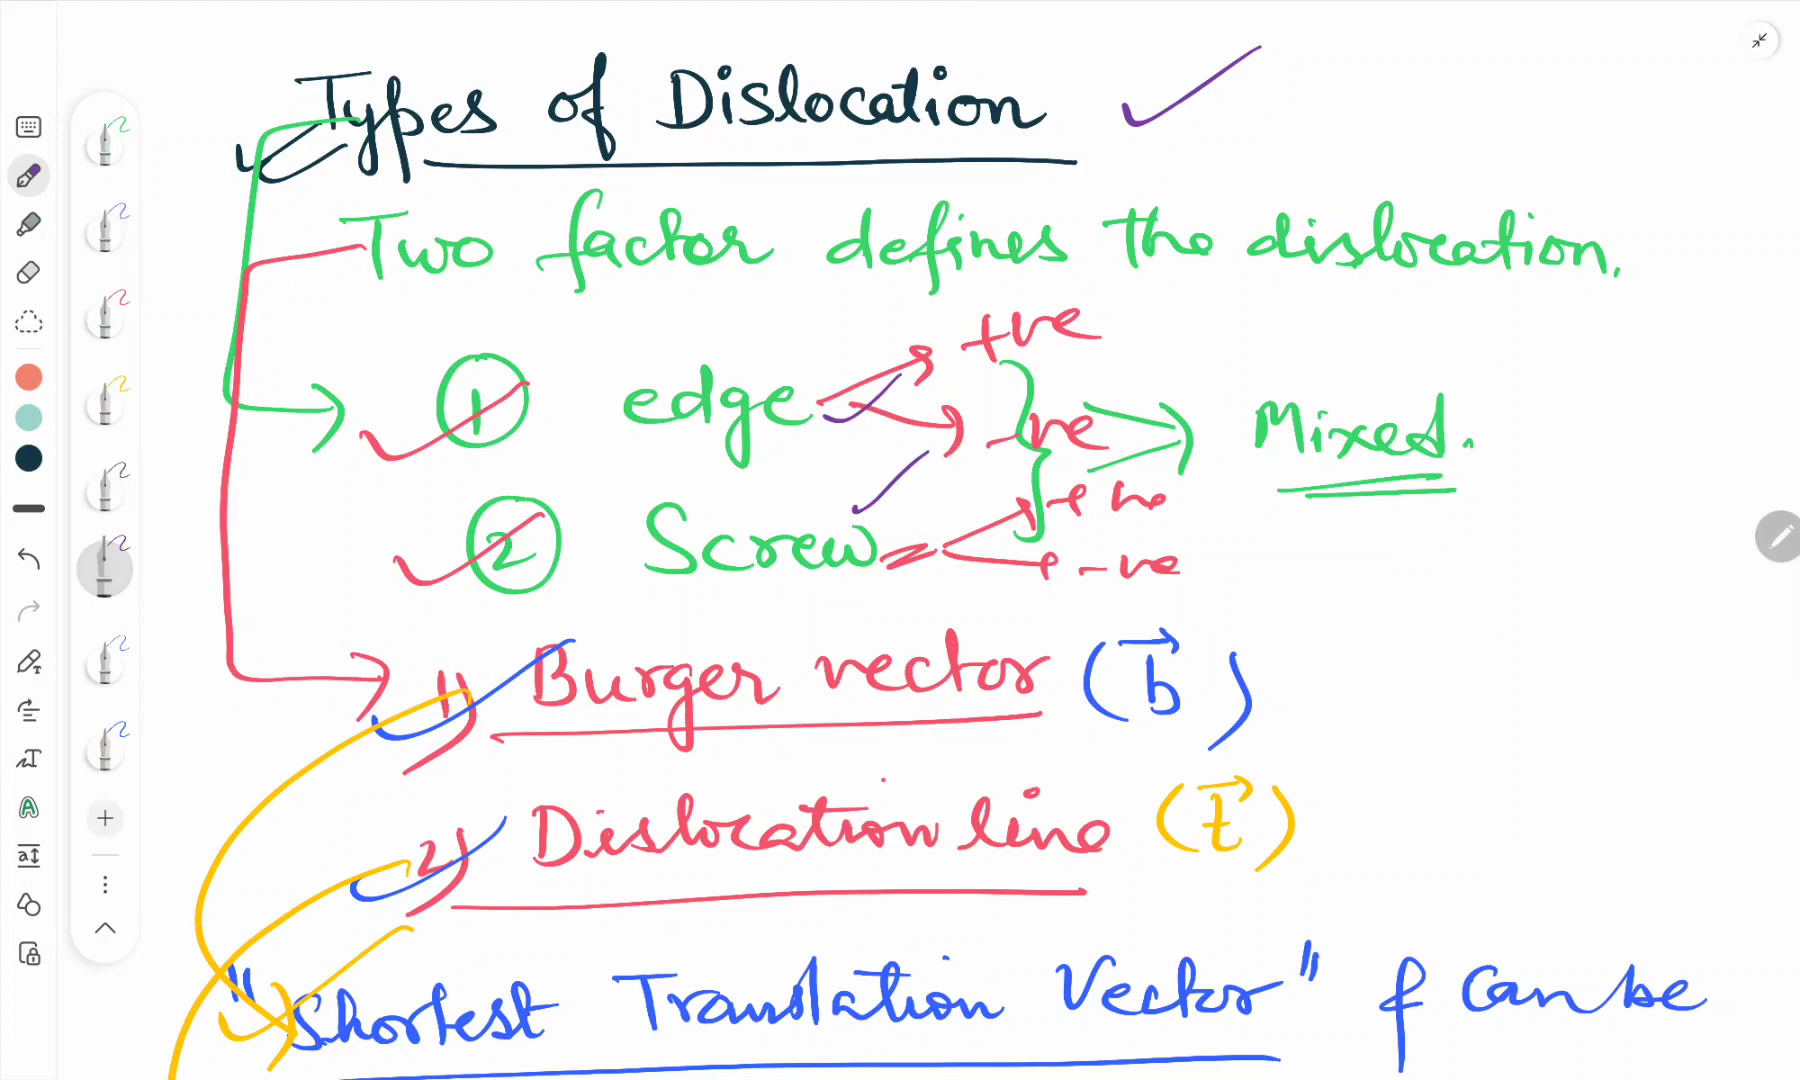 Types of Dislocation
Two factor defines the dislocation.
① edge +ve
-ve
Mixed.
② Screw +ve
-ve
1) Burger vector (b⃗)
2) Dislocation line (t⃗)
"Shortest Translation Vector" & can be